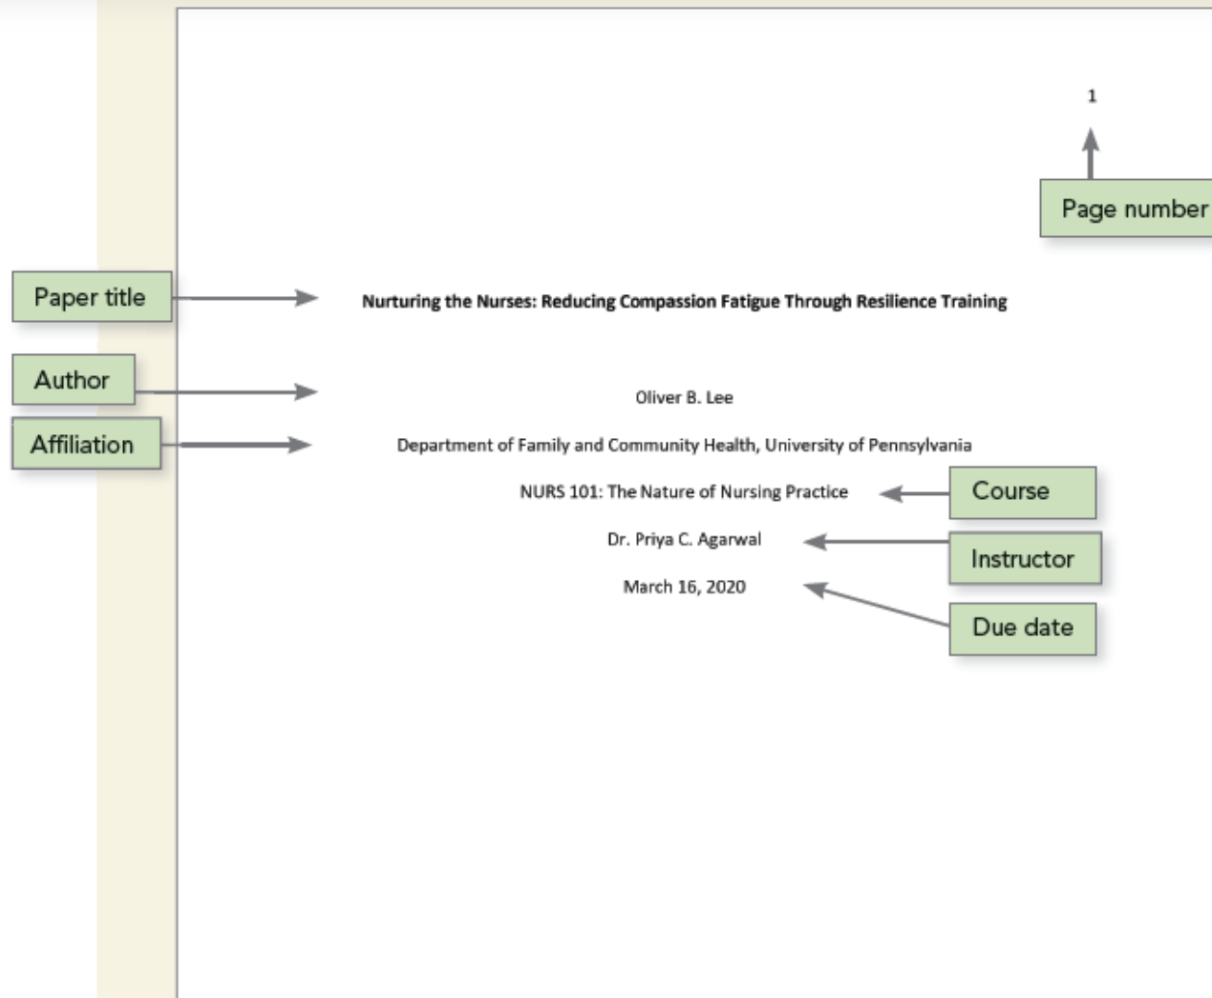 1
Page number
Paper title
Nurturing the Nurses: Reducing Compassion Fatigue Through Resilience Training
Author
Oliver B. Lee
Affiliation
Department of Family and Community Health, University of Pennsylvania
NURS 101: The Nature of Nursing Practice
Course
Dr. Priya C. Agarwal
Instructor
March 16, 2020
Due date